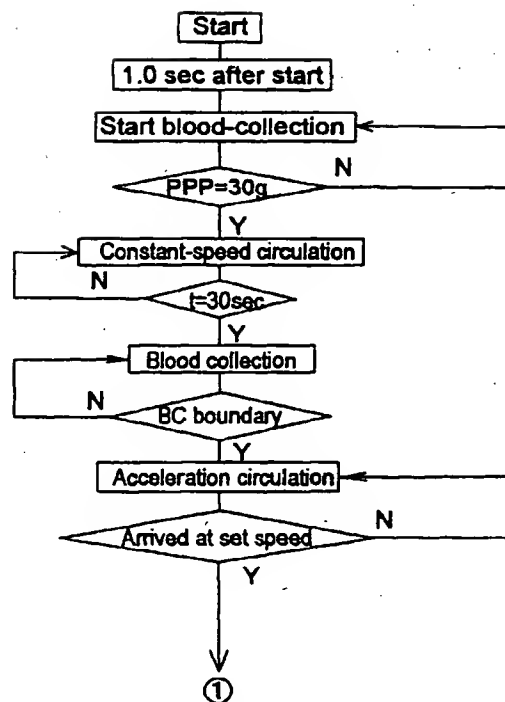 Start
1.0 sec after start
Start blood-collection
PPP=30g
N
Y
Constant-speed circulation
N
t=30sec
Y
Blood collection
N
BC boundary
Y
Acceleration circulation
Arrived at set speed
N
Y
①